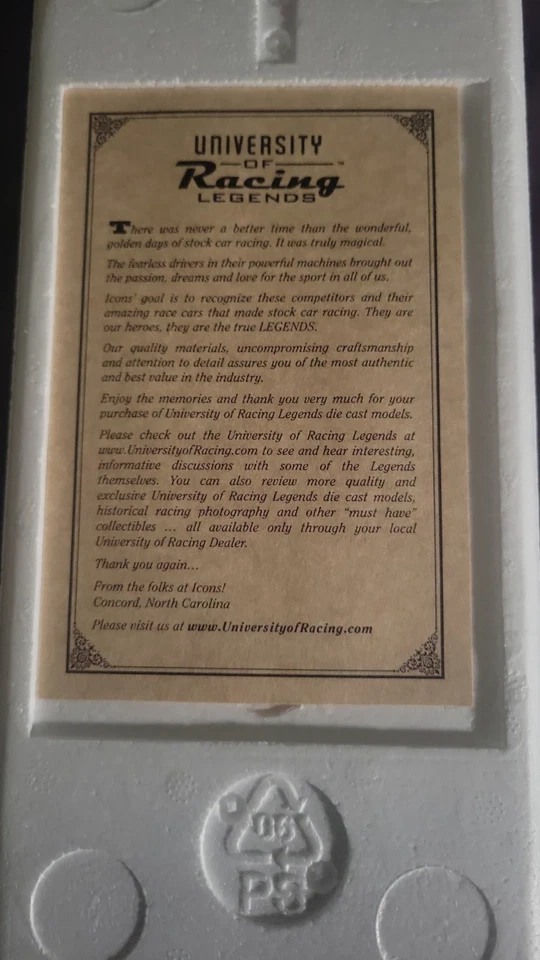 UNIVERSITY
OF
Racing™
LEGENDS
There was never a better time than the wonderful,
golden days of stock car racing. It was truly magical.
The fearless drivers in their powerful machines brought out
the passion, dreams and love for the sport in all of us.
Icons' goal is to recognize these competitors and their
amazing race cars that made stock car racing. They are
our heroes, they are the true LEGENDS.
Our quality materials, uncompromising craftsmanship
and attention to detail assures you of the most authentic
and best value in the industry.
Enjoy the memories and thank you very much for your
purchase of University of Racing Legends die cast models.
Please check out the University of Racing Legends at
www.UniversityofRacing.com to see and hear interesting,
informative discussions with some of the Legends
themselves. You can also review more quality and
exclusive University of Racing Legends die cast models,
historical racing photography and other "must have"
collectibles ... all available only through your local
University of Racing Dealer.
Thank you again...
From the folks at Icons!
Concord, North Carolina
Please visit us at www.UniversityofRacing.com
06
PS